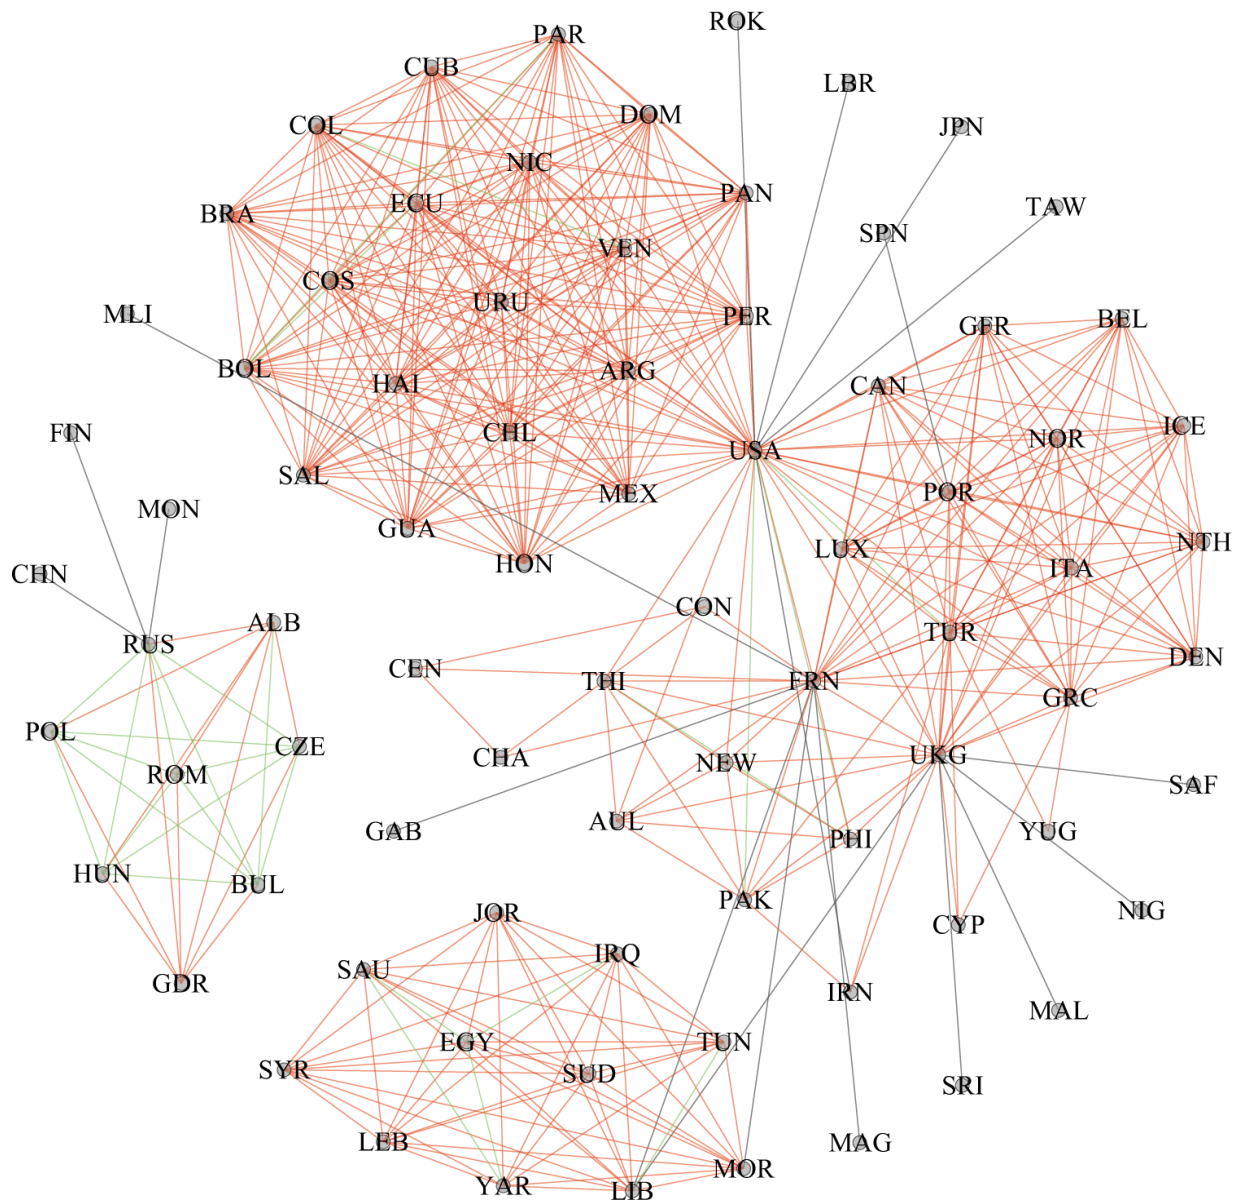 ROK
PAR
CUB
LBR
DOM
COL
JPN
NIC
PAN
ECU
TAW
BRA
SPN
VEN
COS
URU
MLI
PER
BEL
GFR
BOL
ARG
HAI
CAN
ICE
FIN
CHL
NOR
USA
SAL
POR
MEX
MON
GUA
NTH
LUX
HON
ITA
CHN
CON
ALB
TUR
RUS
DEN
CEN
THI
FRN
GRC
POL
CZE
UKG
CHA
NEW
ROM
SAF
AUL
GAB
YUG
PHI
HUN
BUL
PAK
NIG
JOR
CYP
IRQ
SAU
GDR
IRN
MAL
EGY
TUN
SYR
SUD
SRI
LEB
MAG
MOR
YAR
LIB